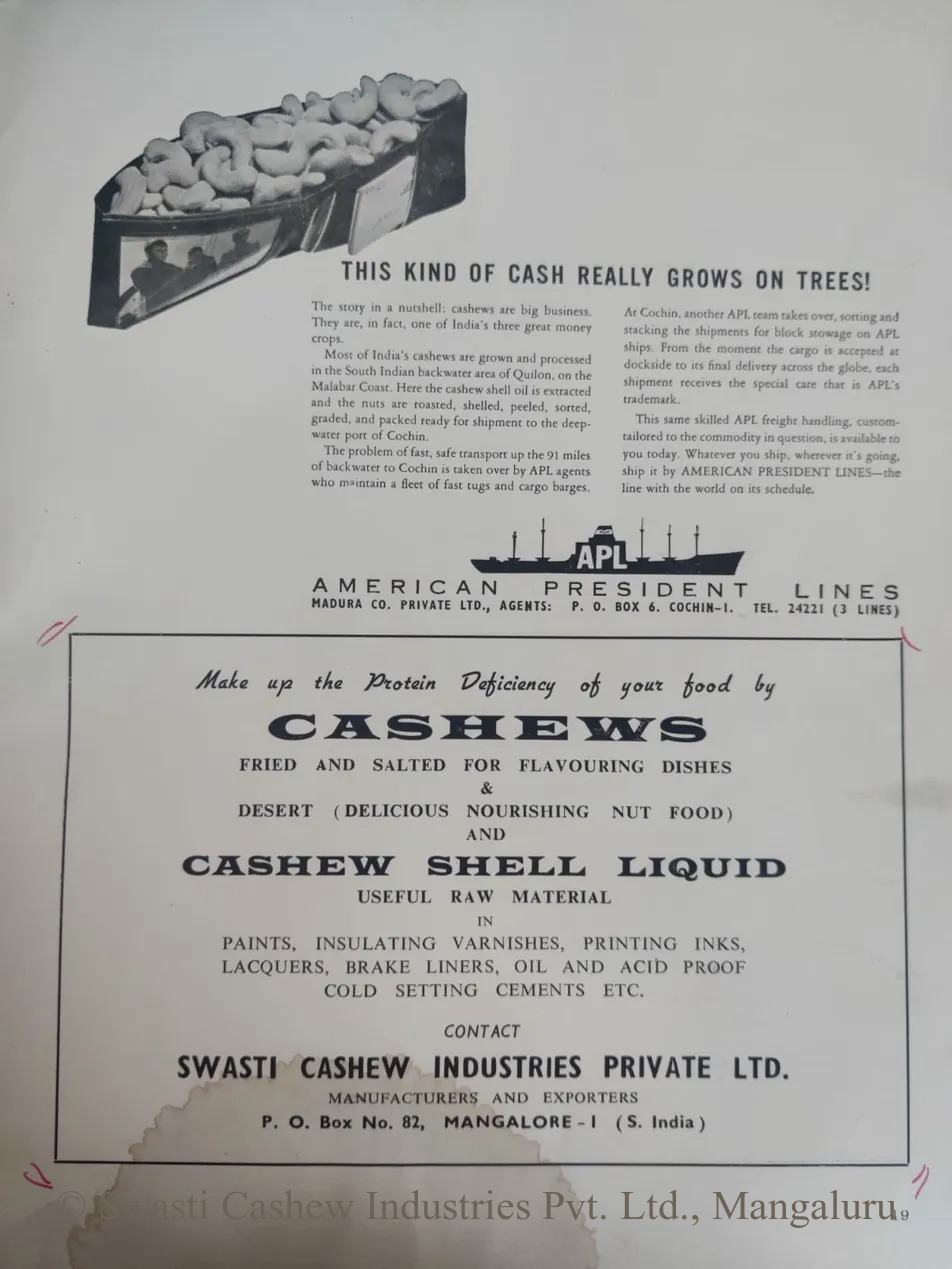 THIS KIND OF CASH REALLY GROWS ON TREES!
The story in a nutshell: cashews are big business.
They are, in fact, one of India's three great money
crops.
Most of India's cashews are grown and processed
in the South Indian backwater area of Quilon, on the
Malabar Coast. Here the cashew shell oil is extracted
and the nuts are roasted, shelled, peeled, sorted,
graded, and packed ready for shipment to the deep-
water port of Cochin.
The problem of fast, safe transport up the 91 miles
of backwater to Cochin is taken over by APL agents
who maintain a fleet of fast tugs and cargo barges.
At Cochin, another APL team takes over, sorting and
stacking the shipments for block stowage on APL
ships. From the moment the cargo is accepted at
dockside to its final delivery across the globe, each
shipment receives the special care that is APL's
trademark.
This same skilled APL freight handling, custom-
tailored to the commodity in question, is available to
you today. Whatever you ship, wherever it's going,
ship it by AMERICAN PRESIDENT LINES—the
line with the world on its schedule.
APL
AMERICAN PRESIDENT LINES
MADURA CO. PRIVATE LTD., AGENTS: P. O. BOX 6. COCHIN-1. TEL. 24221 (3 LINES)
Make up the Protein Deficiency of your food by
CASHEWS
FRIED AND SALTED FOR FLAVOURING DISHES
&
DESERT (DELICIOUS NOURISHING NUT FOOD)
AND
CASHEW SHELL LIQUID
USEFUL RAW MATERIAL
IN
PAINTS, INSULATING VARNISHES, PRINTING INKS,
LACQUERS, BRAKE LINERS, OIL AND ACID PROOF
COLD SETTING CEMENTS ETC.
CONTACT
SWASTI CASHEW INDUSTRIES PRIVATE LTD.
MANUFACTURERS AND EXPORTERS
P. O. Box No. 82, MANGALORE - 1 (S. India)
© Swasti Cashew Industries Pvt. Ltd., Mangaluru
19